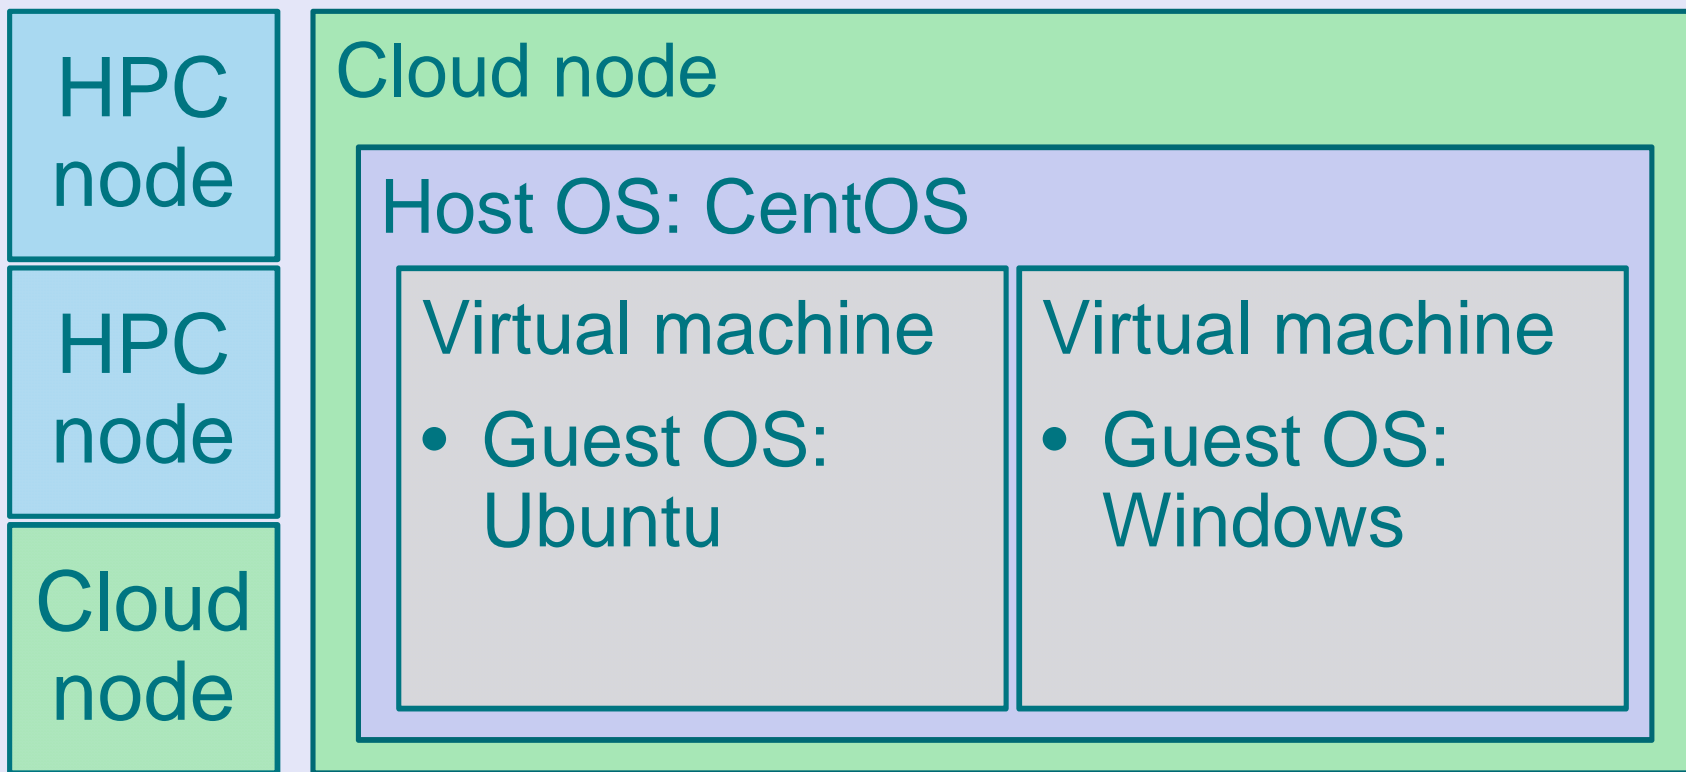 HPC
node
HPC
node
Cloud
node
Cloud node
Host OS: CentOS
Virtual machine
• Guest OS:
Ubuntu
Virtual machine
• Guest OS:
Windows